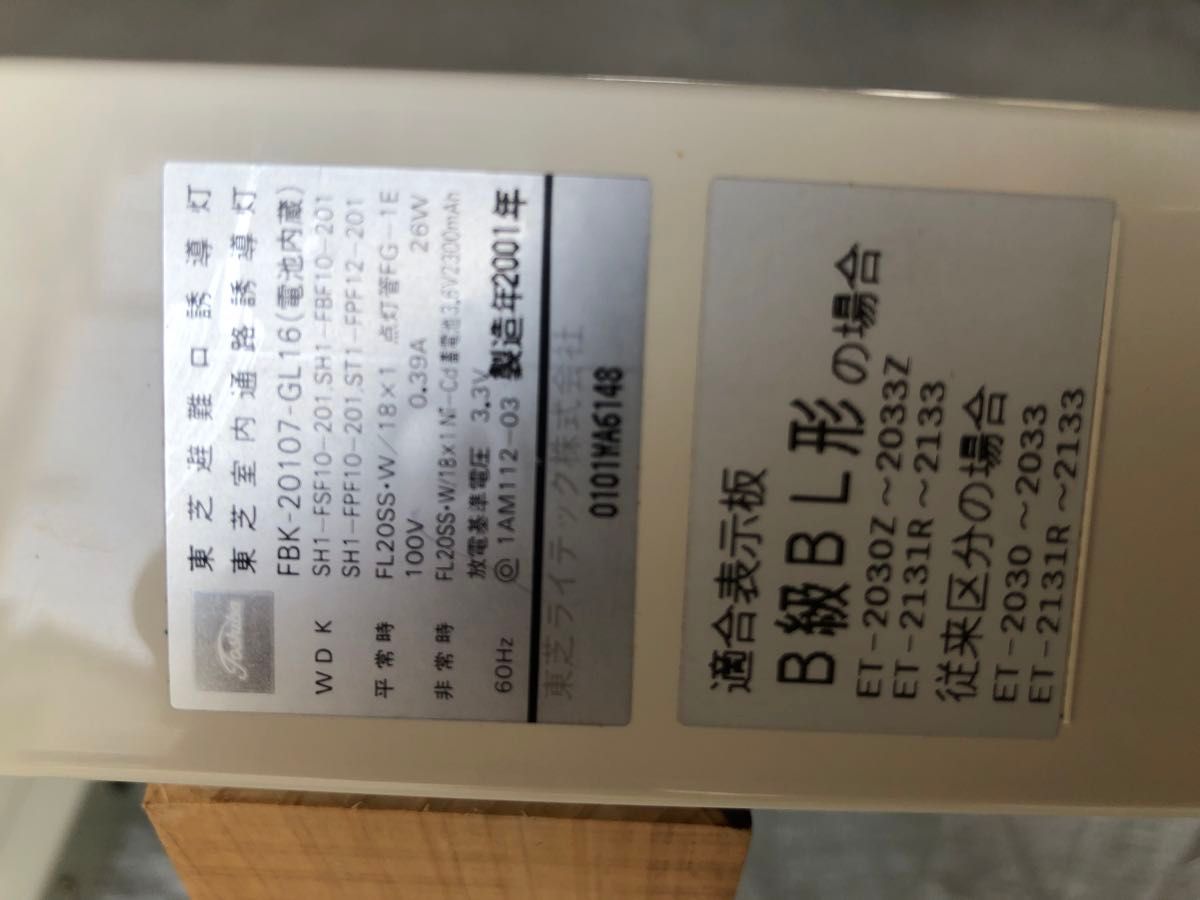 Toshiba
東芝避難口誘導灯
東芝室内通路誘導灯
FBK-20107-GL16(電池内蔵)
WDK SH1-FSF10-201,SH1-FBF10-201
SH1-FPF10-201,ST1-FPF12-201
平常時 FL20SS・W/18×1 点灯管FG-1E
100V 0.39A 26W
非常時 FL20SS・W/18×1 Ni-Cd蓄電池3.6V2300mAh
放電基準電圧 3.3V
60Hz @ 1AM112-03 製造年2001年
東芝ライテック株式会社
0101MA6148
適合表示板
B級BL形の場合
ET-2030Z～2033Z
ET-2131R～2133
従来区分の場合
ET-2030～2033
ET-2131R～2133